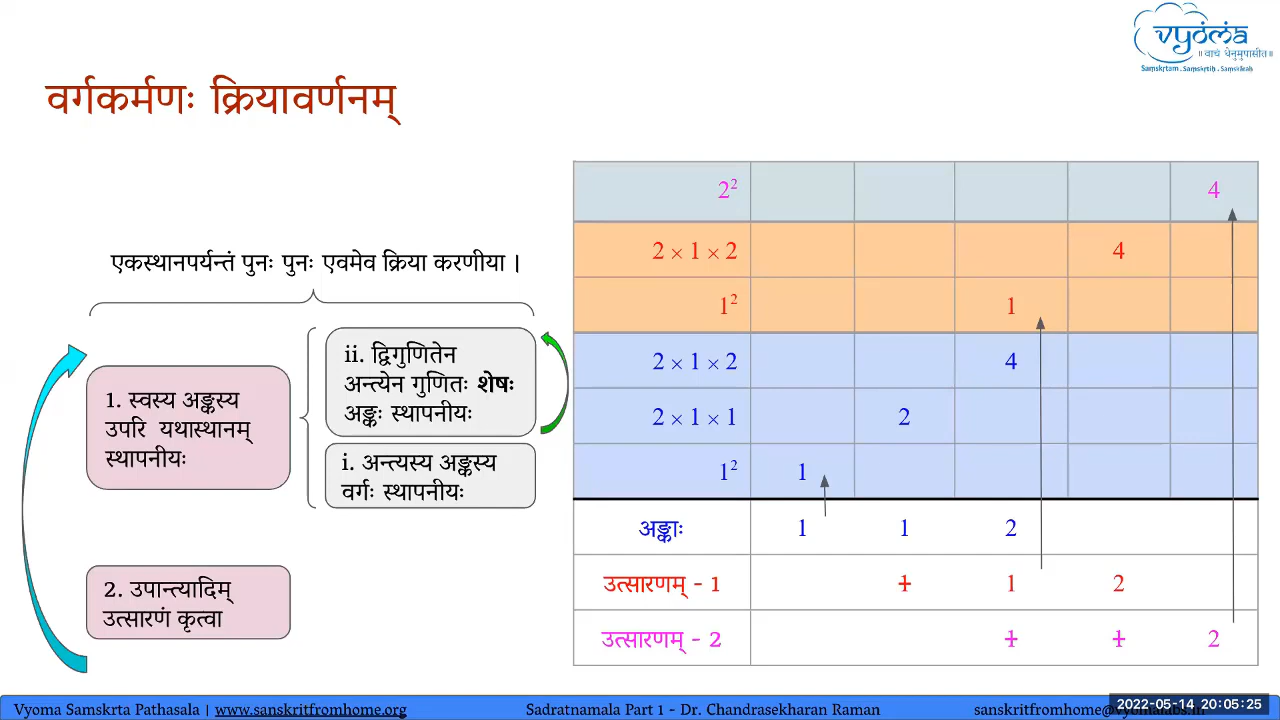 vyoma
॥ वाचं धेनुमुपासीत ॥
Saṃskṛtam . Saṃskṛtiḥ . Saṃskārāḥ
वर्गकर्मणः क्रियावर्णनम्
एकस्थानपर्यन्तं पुनः पुनः एवमेव क्रिया करणीया ।
1. स्वस्य अङ्कस्य
उपरि यथास्थानम्
स्थापनीयः
ii. द्विगुणितेन
अन्त्येन गुणितः शेषः
अङ्कः स्थापनीयः
i. अन्त्यस्य अङ्कस्य
वर्गः स्थापनीयः
2. उपान्त्यादिम्
उत्सारणं कृत्वा
2² 4
2 × 1 × 2 4
1² 1
2 × 1 × 2 4
2 × 1 × 1 2
1² 1
अङ्काः 1 1 2
उत्सारणम् - 1 1 1 2
उत्सारणम् - 2 1 1 2
Vyoma Samskrta Pathasala | www.sanskritfromhome.org
Sadratnamala Part 1 - Dr. Chandrasekharan Raman
2022-05-14 20:05:25